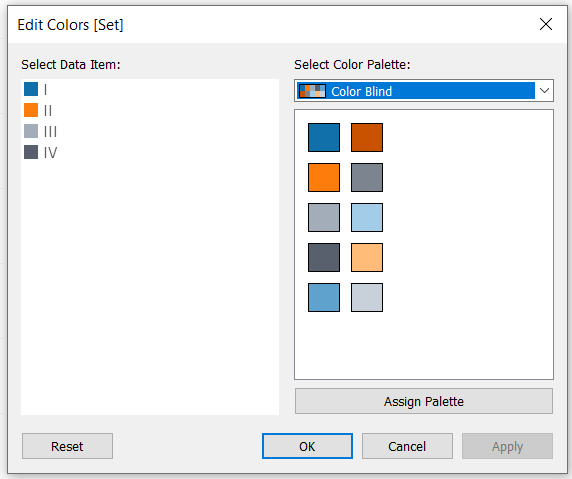 Edit Colors [Set]
Select Data Item:
I
II
III
IV
Select Color Palette:
Color Blind
Assign Palette
Reset
OK
Cancel
Apply